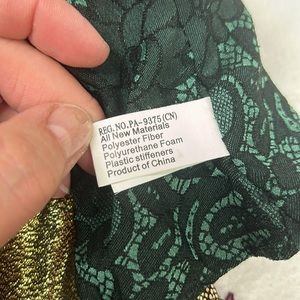 REG.NO.PA-9375(CN)
All New Materials
Polyester Fiber
Polyurethane Foam
Plastic stiffeners
Product of China